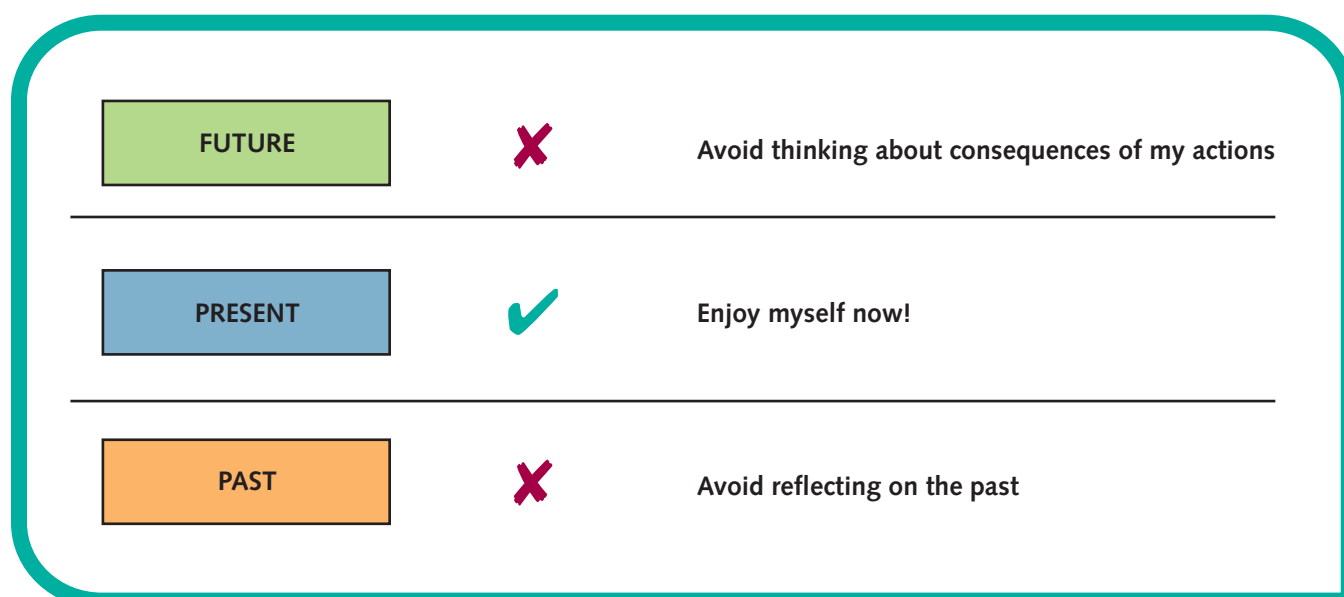 FUTURE
Avoid thinking about consequences of my actions
PRESENT
Enjoy myself now!
PAST
Avoid reflecting on the past